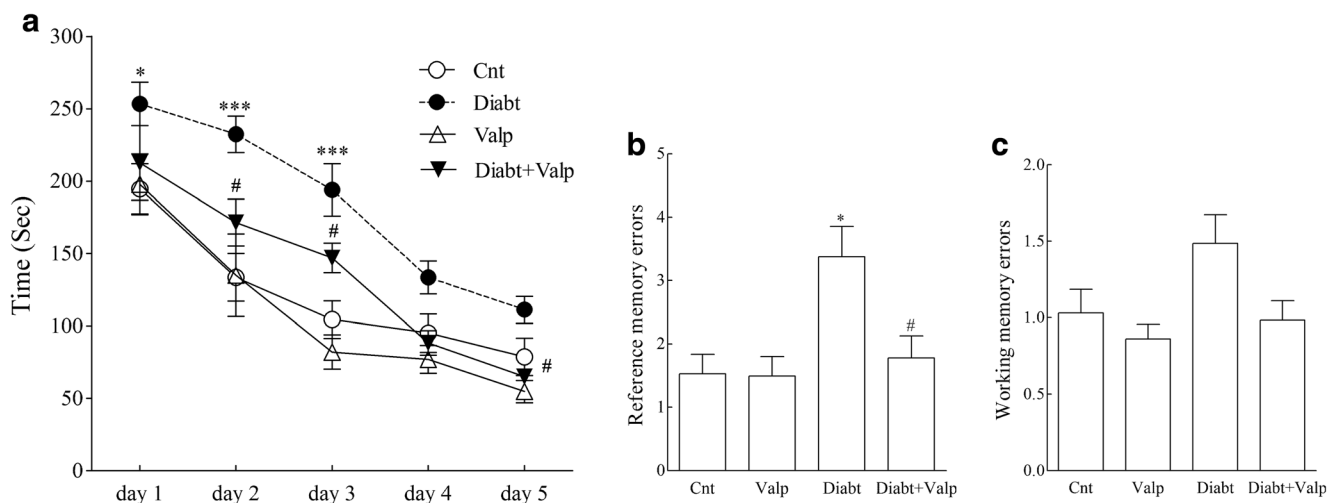 a
Time (Sec)
300
250
200
150
100
50
0
*
***
***
#
#
#
Cnt
Diabt
Valp
Diabt+Valp
day 1 day 2 day 3 day 4 day 5
b
Reference memory errors
5
4
3
2
1
0
*
#
Cnt Valp Diabt Diabt+Valp
c
Working memory errors
2.0
1.5
1.0
0.5
0.0
Cnt Valp Diabt Diabt+Valp